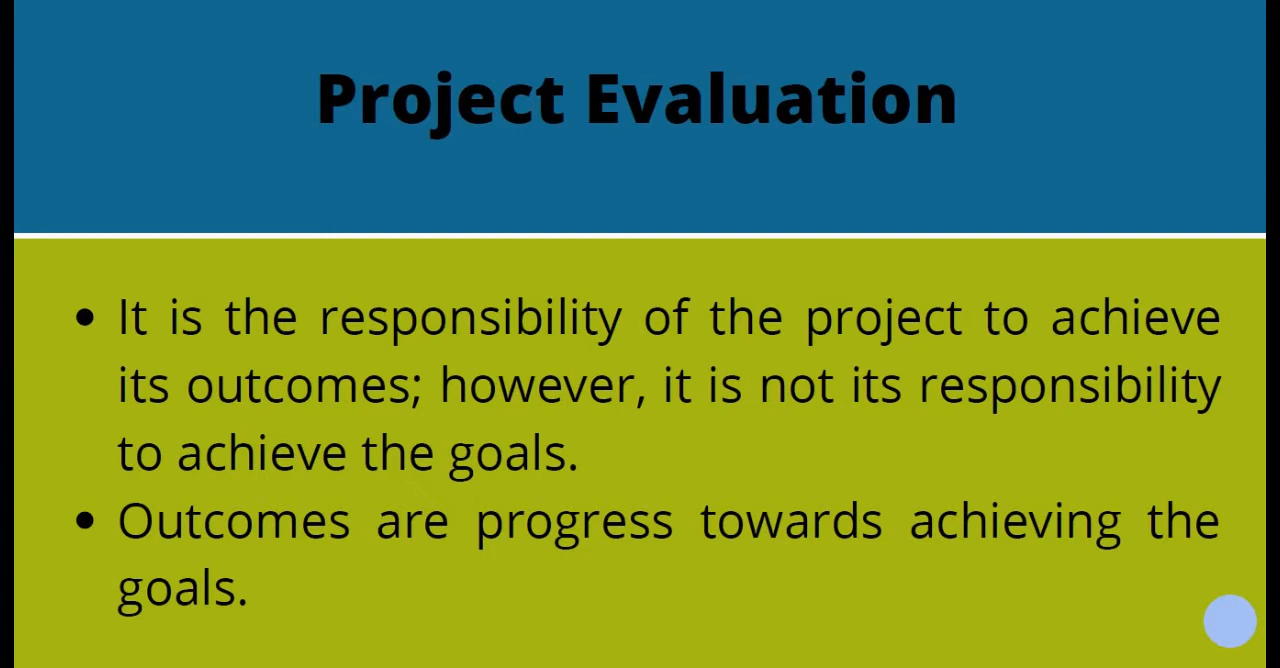 Project Evaluation
• It is the responsibility of the project to achieve
its outcomes; however, it is not its responsibility
to achieve the goals.
• Outcomes are progress towards achieving the
goals.